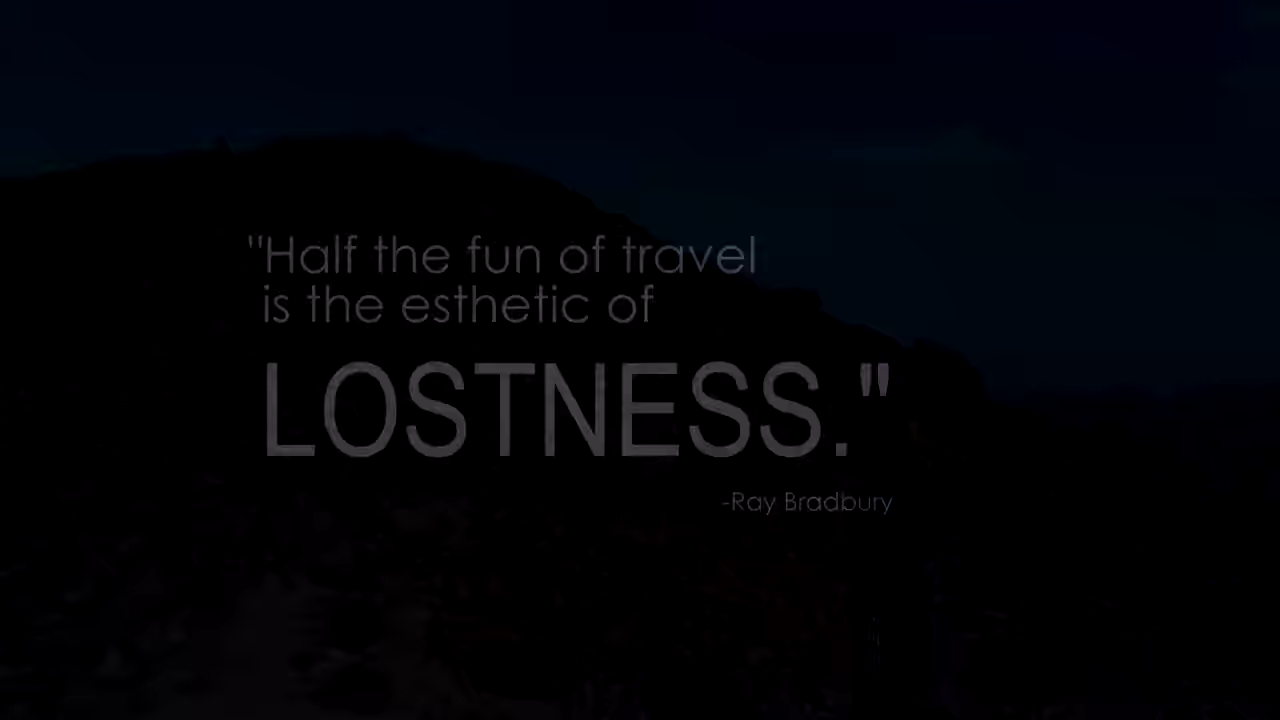 "Half the fun of travel
is the esthetic of
LOSTNESS."
-Ray Bradbury